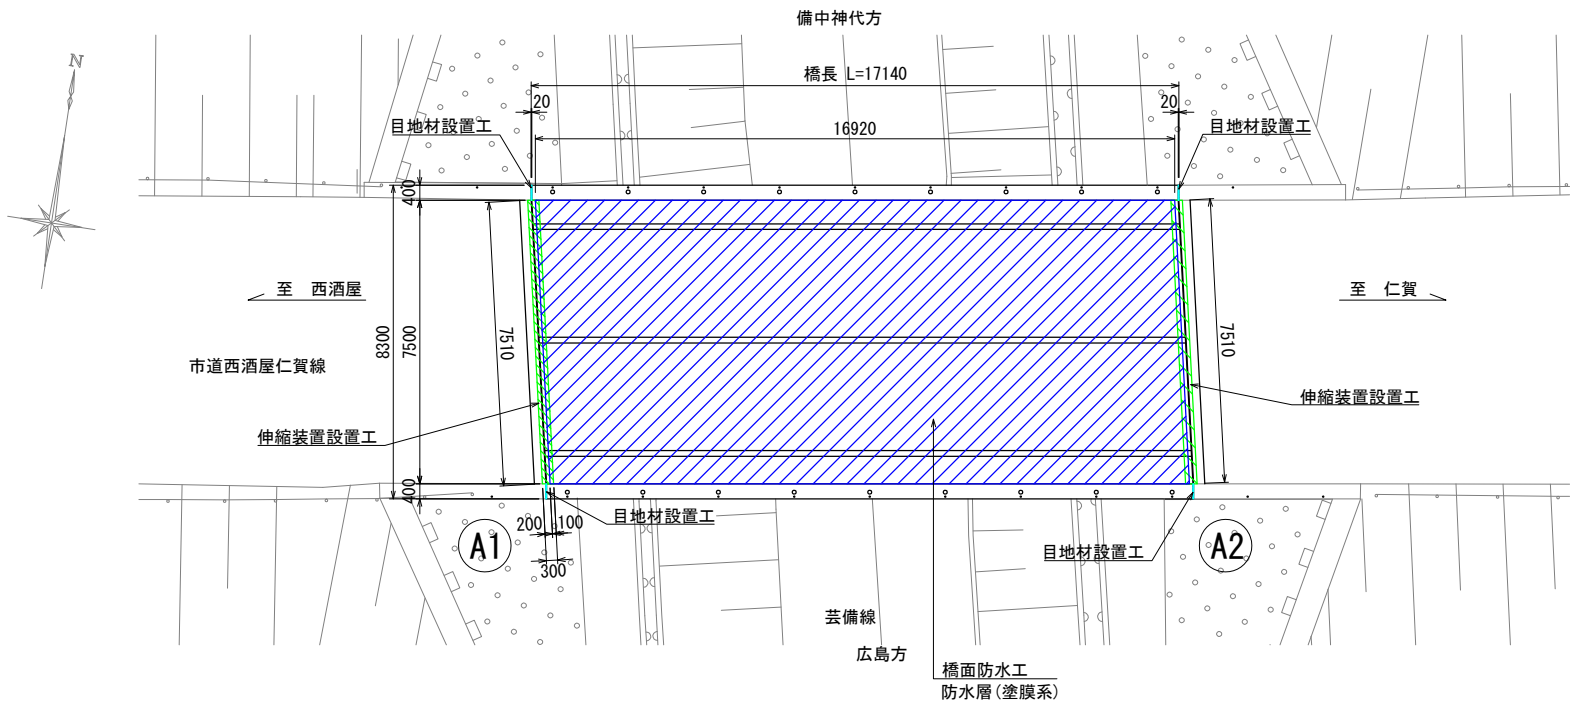 備中神代方
N
橋長 L=17140
20
20
目地材設置工
16920
目地材設置工
400
至 西酒屋
至 仁賀
8300
7500
7510
7510
市道西酒屋仁賀線
伸縮装置設置工
伸縮装置設置工
400
200
100
目地材設置工
A1
300
目地材設置工
A2
芸備線
広島方
橋面防水工
防水層(塗膜系)